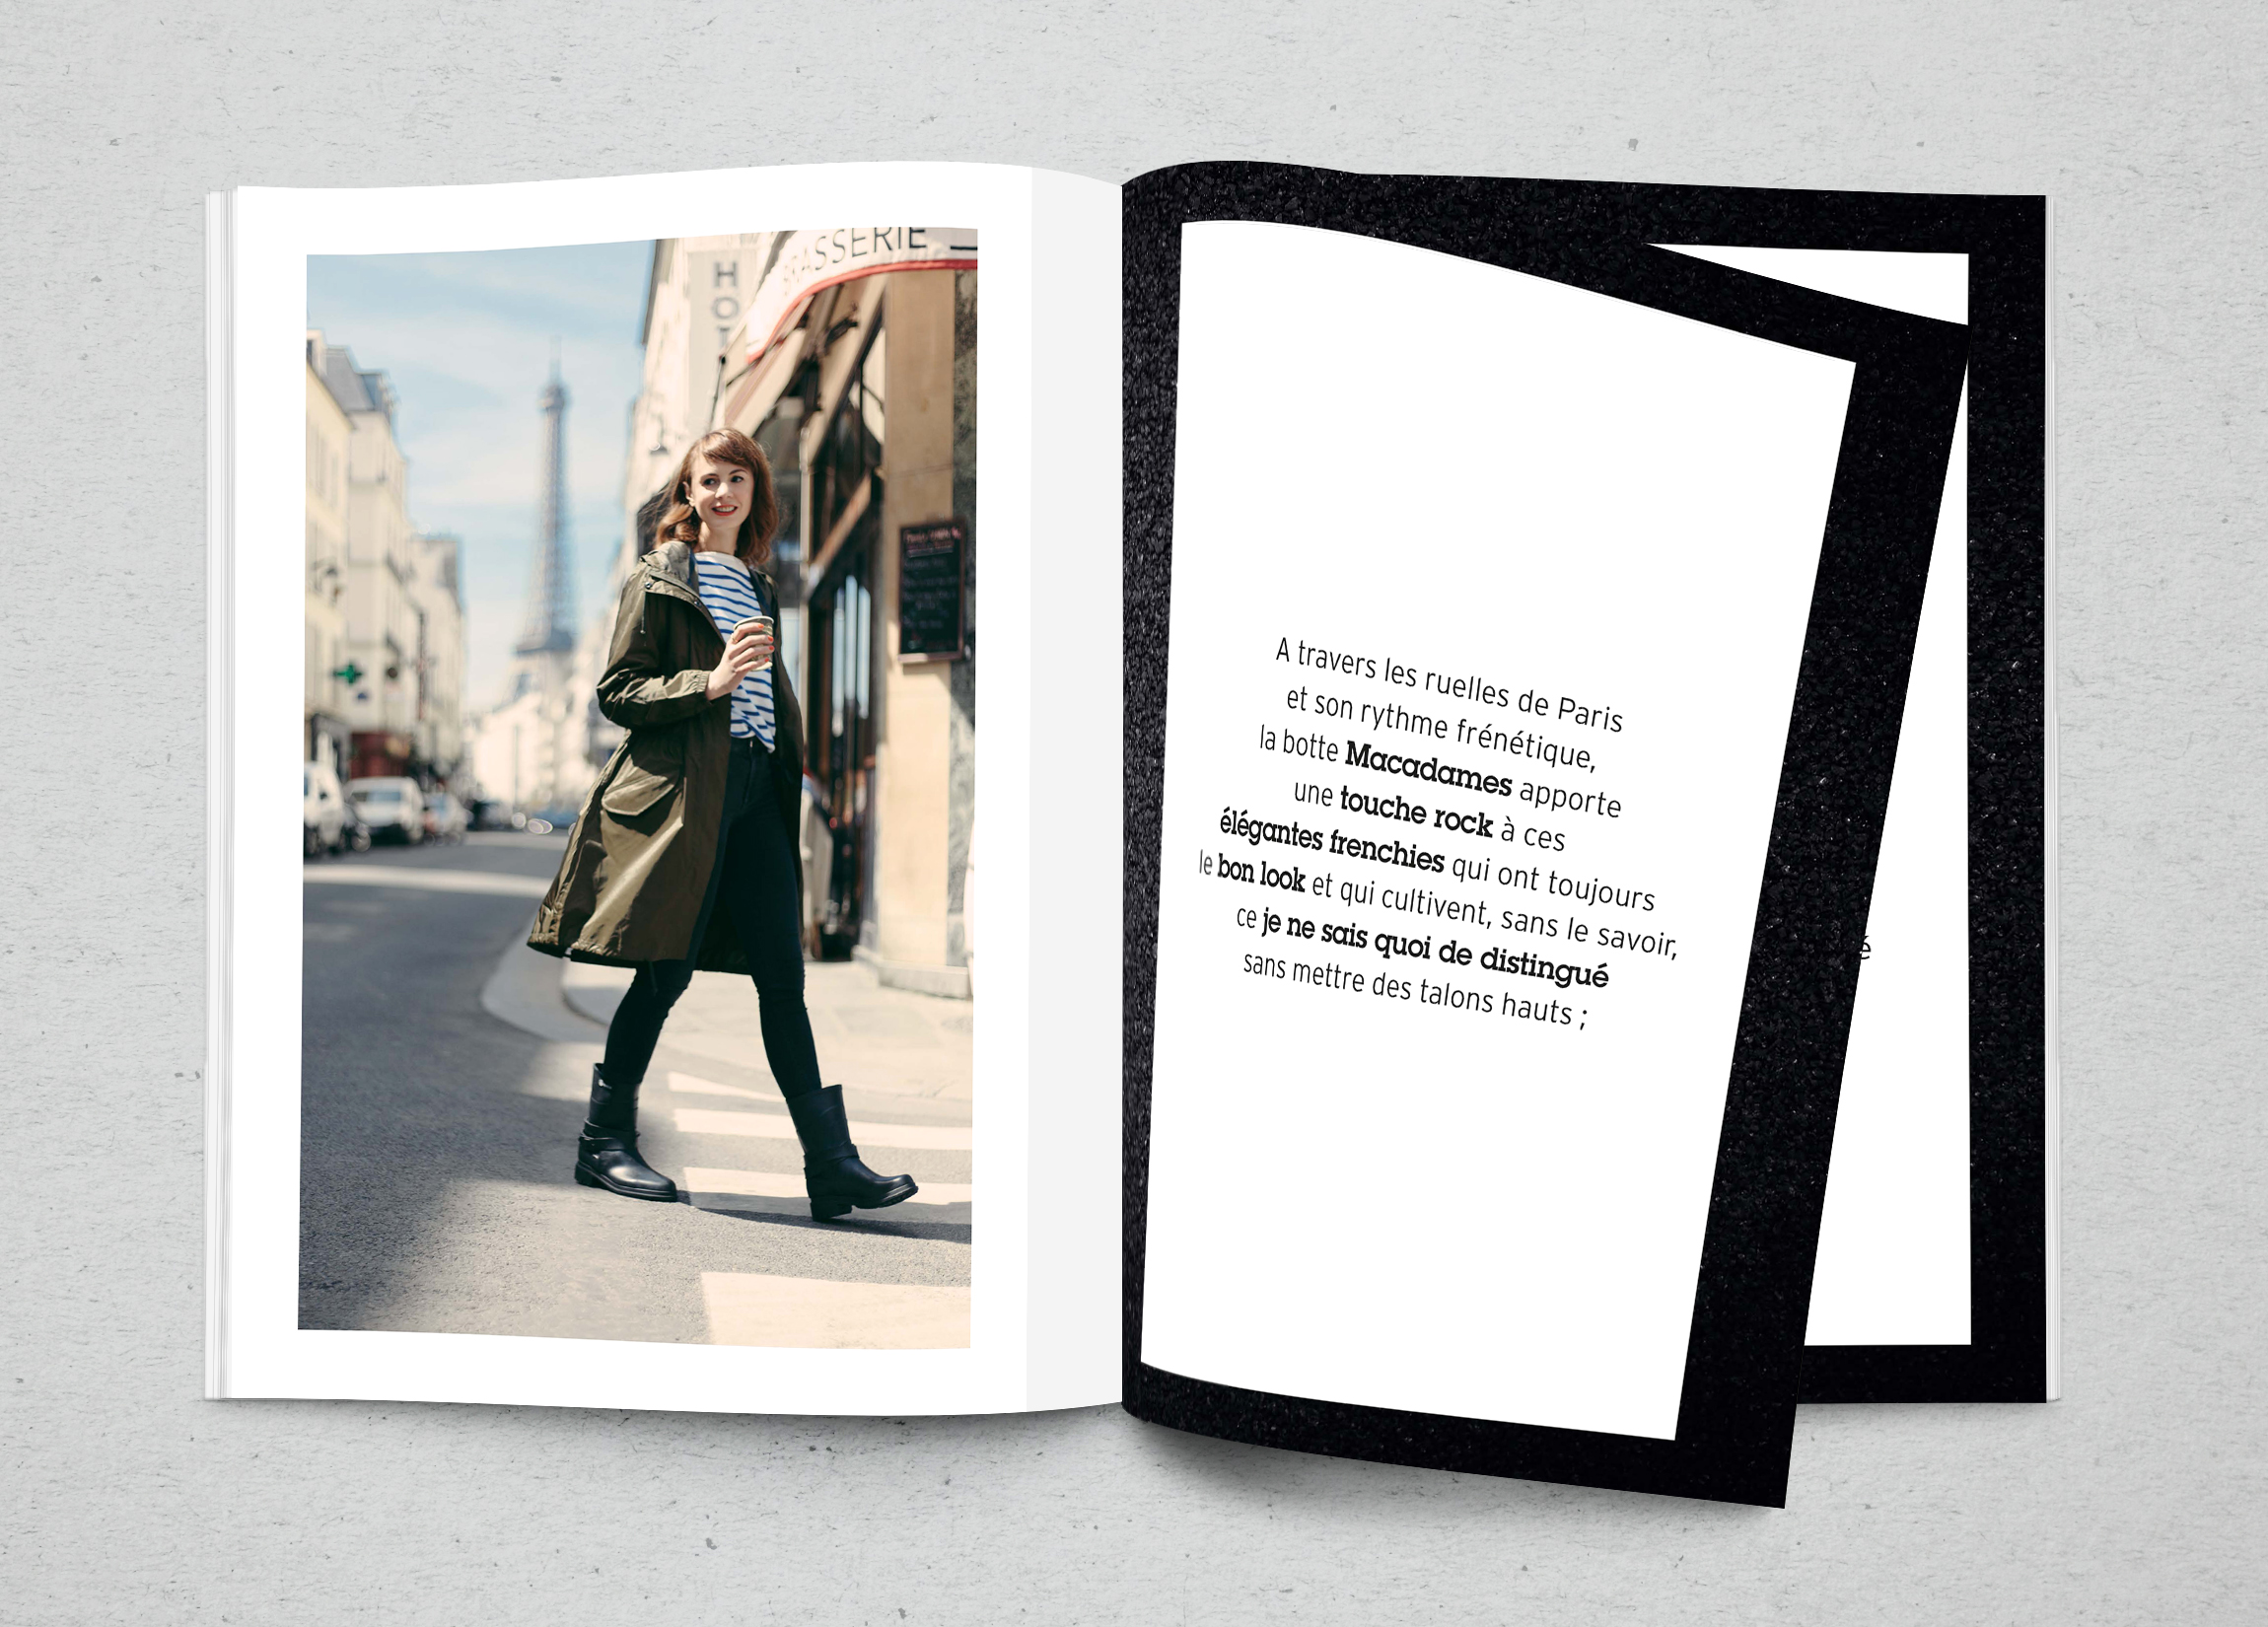 BRASSERIE
HO
A travers les ruelles de Paris
et son rythme frénétique,
la botte Macadames apporte
une touche rock à ces
élégantes frenchies qui ont toujours
le bon look et qui cultivent, sans le savoir,
ce je ne sais quoi de distingué
sans mettre des talons hauts ;
é